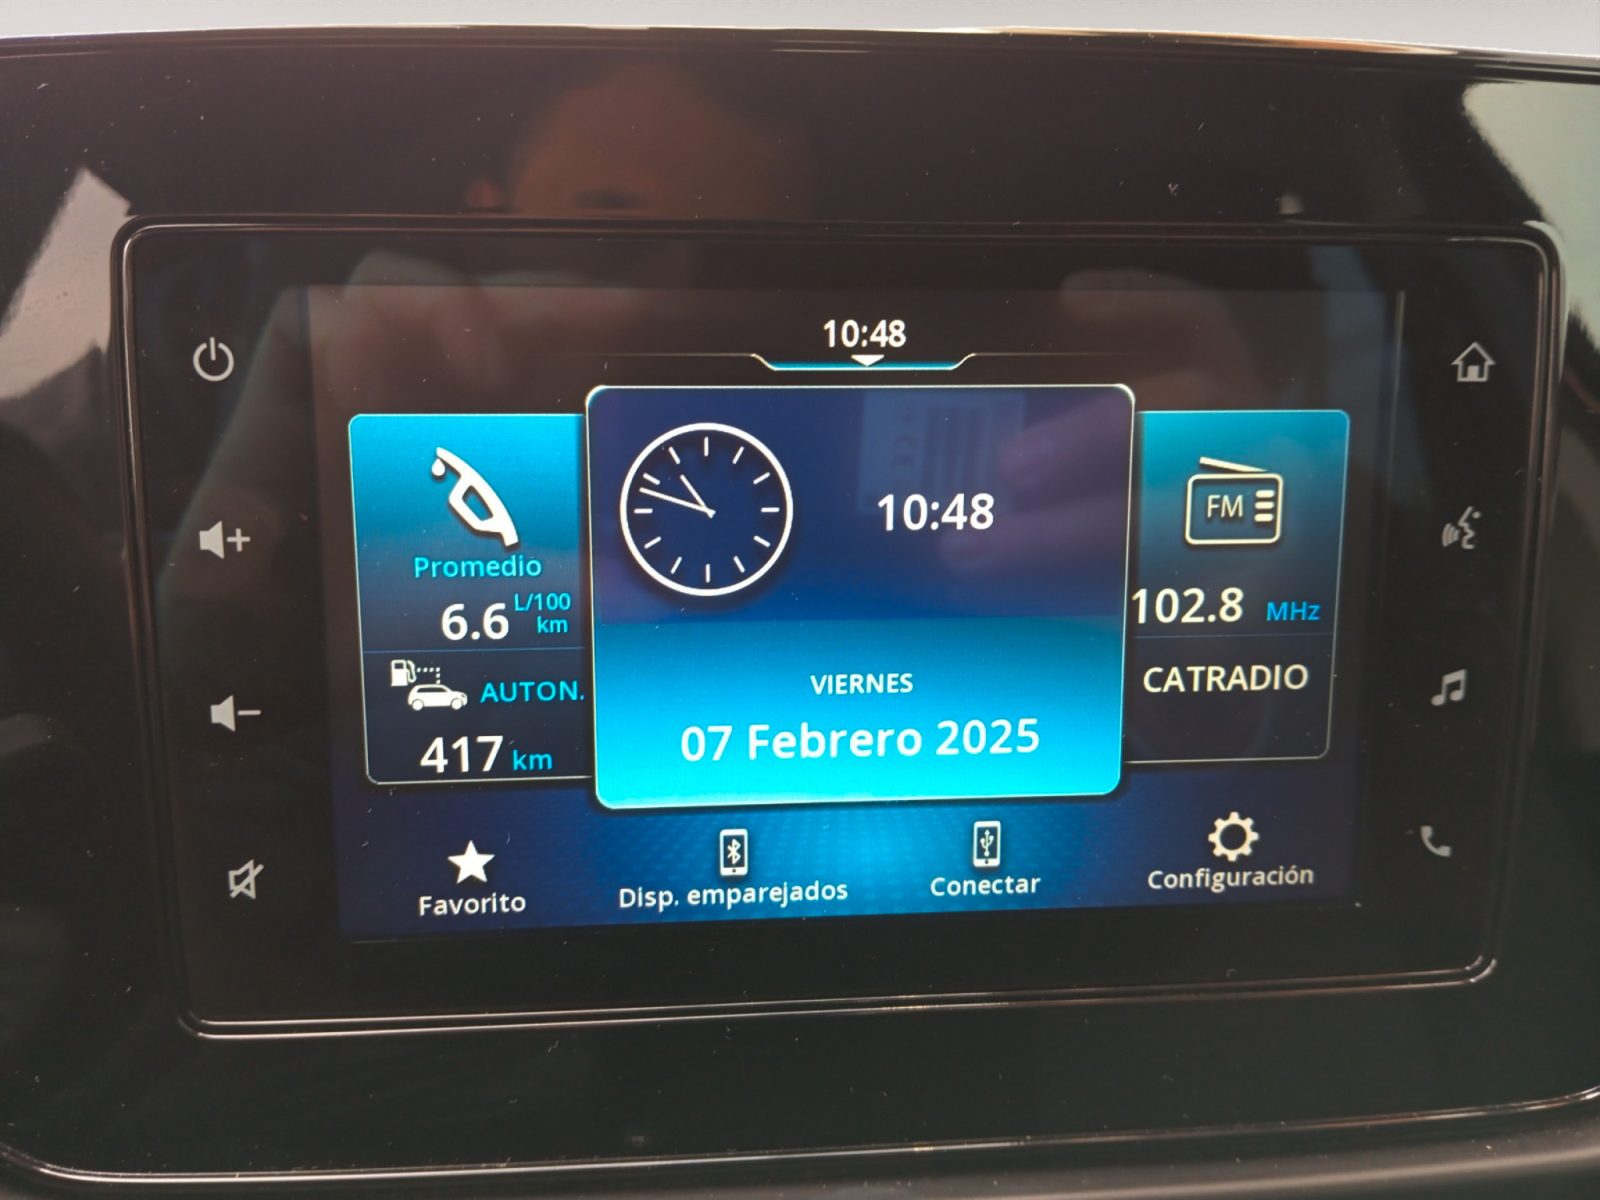 10:48
Promedio
6.6 L/100 km
AUTON.
417 km
10:48
VIERNES
07 Febrero 2025
FM
102.8 MHz
CATRADIO
Favorito
Disp. emparejados
Conectar
Configuración